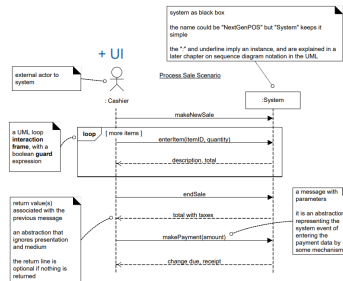 system as black box
the name could be "NextGenPOS" but "System" keeps it
simple
the ":" and underline imply an instance, and are explained in a
later chapter on sequence diagram notation in the UML
+ UI
external actor to
system
Process Sale Scenario
: Cashier
:System
makeNewSale
a UML loop
interaction
frame, with a
boolean guard
expression
loop
[ more items ]
enterItem(itemID, quantity)
description, total
endSale
return value(s)
associated with the
previous message
an abstraction that
ignores presentation
and medium
the return line is
optional if nothing is
returned
total with taxes
makePayment(amount)
change due, receipt
a message with
parameters
it is an abstraction
representing the
system event of
entering the
payment data by
some mechanism